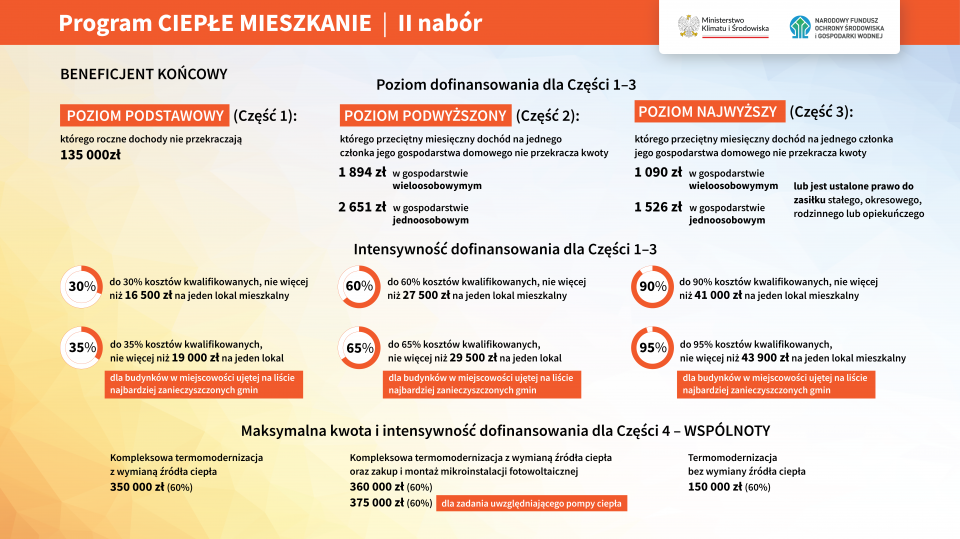 Program CIEPŁE MIESZKANIE | II nabór
Ministerstwo
Klimatu i Środowiska
NARODOWY FUNDUSZ
OCHRONY ŚRODOWISKA
i GOSPODARKI WODNEJ
BENEFICJENT KOŃCOWY
Poziom dofinansowania dla Części 1–3
POZIOM PODSTAWOWY (Część 1):
którego roczne dochody nie przekraczają
135 000zł
POZIOM PODWYŻSZONY (Część 2):
którego przeciętny miesięczny dochód na jednego
członka jego gospodarstwa domowego nie przekracza kwoty
1 894 zł w gospodarstwie
wieloosobowymym
2 651 zł w gospodarstwie
jednoosobowym
POZIOM NAJWYŻSZY (Część 3):
którego przeciętny miesięczny dochód na jednego członka
jego gospodarstwa domowego nie przekracza kwoty
1 090 zł w gospodarstwie
wieloosobowymym
1 526 zł w gospodarstwie
jednoosobowym
lub jest ustalone prawo do
zasiłku stałego, okresowego,
rodzinnego lub opiekuńczego
Intensywność dofinansowania dla Części 1–3
30%
do 30% kosztów kwalifikowanych, nie więcej
niż 16 500 zł na jeden lokal mieszkalny
60%
do 60% kosztów kwalifikowanych, nie więcej
niż 27 500 zł na jeden lokal mieszkalny
90%
do 90% kosztów kwalifikowanych, nie więcej
niż 41 000 zł na jeden lokal mieszkalny
35%
do 35% kosztów kwalifikowanych,
nie więcej niż 19 000 zł na jeden lokal
dla budynków w miejscowości ujętej na liście
najbardziej zanieczyszczonych gmin
65%
do 65% kosztów kwalifikowanych,
nie więcej niż 29 500 zł na jeden lokal
dla budynków w miejscowości ujętej na liście
najbardziej zanieczyszczonych gmin
95%
do 95% kosztów kwalifikowanych,
nie więcej niż 43 900 zł na jeden lokal mieszkalny
dla budynków w miejscowości ujętej na liście
najbardziej zanieczyszczonych gmin
Maksymalna kwota i intensywność dofinansowania dla Części 4 – WSPÓLNOTY
Kompleksowa termomodernizacja
z wymianą źródła ciepła
350 000 zł (60%)
Kompleksowa termomodernizacja z wymianą źródła ciepła
oraz zakup i montaż mikroinstalacji fotowoltaicznej
360 000 zł (60%)
375 000 zł (60%) dla zadania uwzględniającego pompy ciepła
Termomodernizacja
bez wymiany źródła ciepła
150 000 zł (60%)